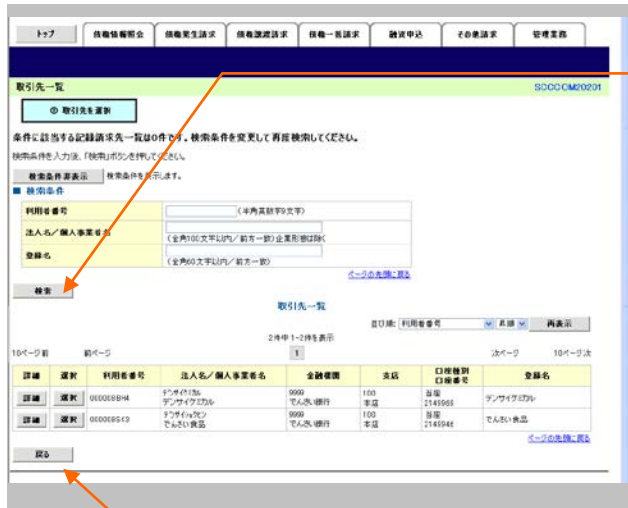 トップ 債権情報照会 債権発生請求 債権譲渡請求 債権一括請求 融資申込 その他請求 管理業務
取引先一覧 SCCCOM20201
① 取引先を選択
条件に該当する記録請求先一覧は0件です。検索条件を変更して再度検索してください。
検索条件を入力後、「検索」ボタンを押してください。
検索条件非表示 検索条件を表示します。
■ 検索条件
利用者番号 (半角英数字9文字)
法人名/個人事業者名
(全角100文字以内/前方一致)企業形態は除く
登録名
(全角60文字以内/前方一致)
ページの先頭に戻る
検索
取引先一覧
並び順: 利用者番号 昇順 再表示
2件中 1-2件を表示
10ページ前 前ページ 1 次ページ 10ページ次
詳細 選択 利用者番号 法人名/個人事業者名 金融機関 支店 口座種別 口座番号 登録名
詳細 選択 デンサイケミカル 9999 でんさい銀行 100 本店 当座 デンサイケミカル
詳細 選択 でんさい食品 9999 でんさい銀行 100 本店 当座 でんさい食品
ページの先頭に戻る
戻る